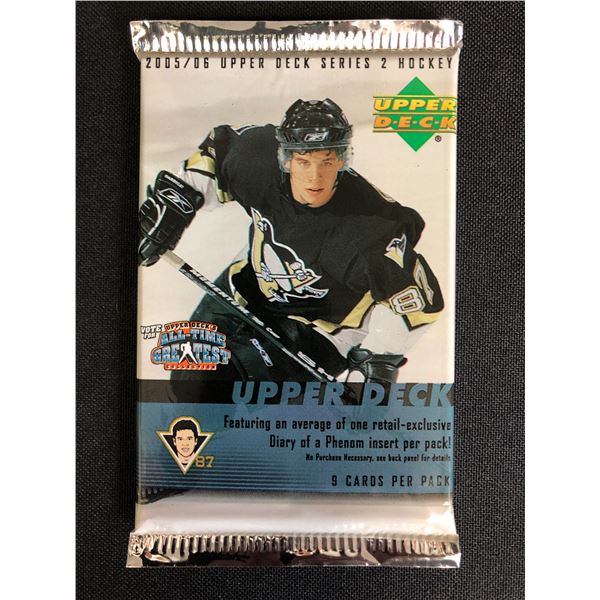 2005/06 UPPER DECK SERIES 2 HOCKEY
UPPER
D•E•C•K
®
8
VOTE FOR
UPPER DECK'S
ALL-TIME
GREATEST
COLLECTION
UPPER DECK
Featuring an average of one retail-exclusive
Diary of a Phenom insert per pack!
No Purchase Necessary, see back panel for details
87
9 CARDS PER PACK